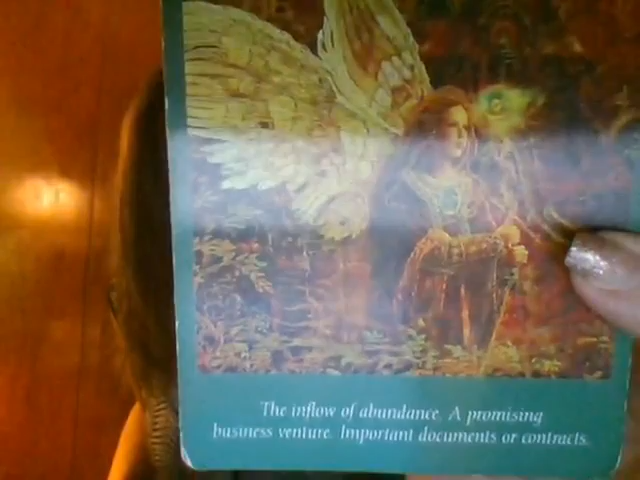 The inflow of abundance. A promising
business venture. Important documents or contracts.